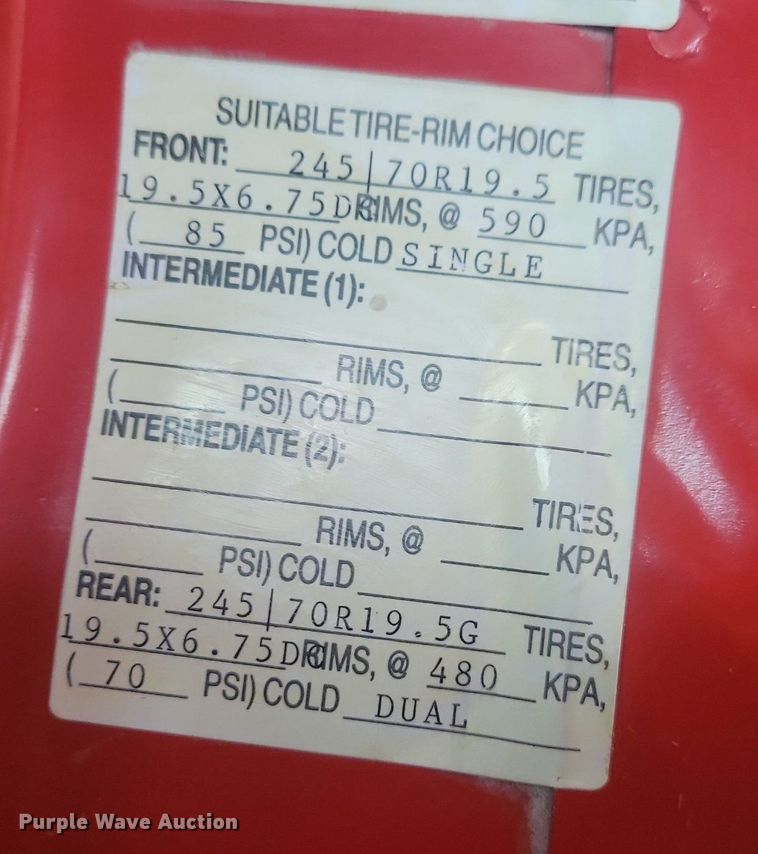 SUITABLE TIRE-RIM CHOICE
FRONT: 245|70R19.5 TIRES,
19.5X6.75DC RIMS, @ 590 KPA,
( 85 PSI) COLD SINGLE
INTERMEDIATE (1):
TIRES,
RIMS, @ KPA,
( PSI) COLD
INTERMEDIATE (2):
TIRES,
RIMS, @ KPA,
( PSI) COLD
REAR: 245|70R19.5G TIRES,
19.5X6.75DC RIMS, @ 480 KPA,
( 70 PSI) COLD DUAL
Purple Wave Auction